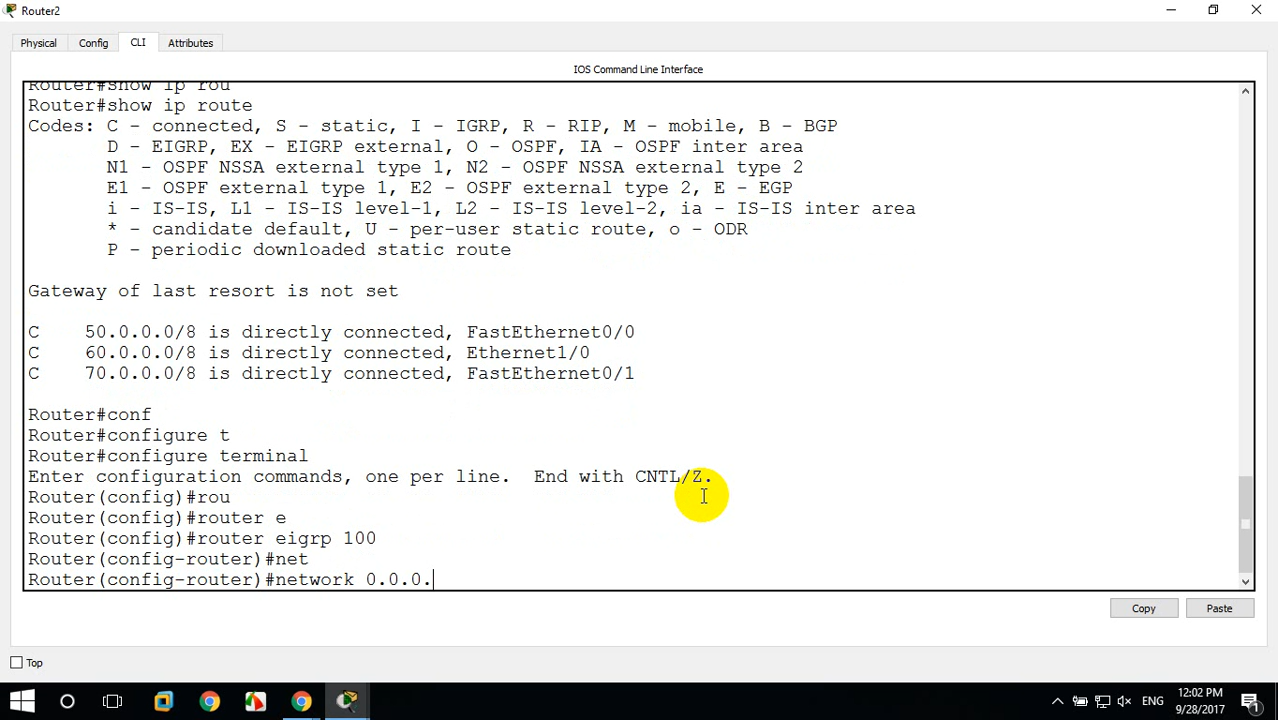 Router2
Physical Config CLI Attributes
IOS Command Line Interface
Router#show ip rou
Router#show ip route
Codes: C - connected, S - static, I - IGRP, R - RIP, M - mobile, B - BGP
D - EIGRP, EX - EIGRP external, O - OSPF, IA - OSPF inter area
N1 - OSPF NSSA external type 1, N2 - OSPF NSSA external type 2
E1 - OSPF external type 1, E2 - OSPF external type 2, E - EGP
i - IS-IS, L1 - IS-IS level-1, L2 - IS-IS level-2, ia - IS-IS inter area
* - candidate default, U - per-user static route, o - ODR
P - periodic downloaded static route
Gateway of last resort is not set
C 50.0.0.0/8 is directly connected, FastEthernet0/0
C 60.0.0.0/8 is directly connected, Ethernet1/0
C 70.0.0.0/8 is directly connected, FastEthernet0/1
Router#conf
Router#configure t
Router#configure terminal
Enter configuration commands, one per line. End with CNTL/Z.
Router(config)#rou
Router(config)#router e
Router(config)#router eigrp 100
Router(config-router)#net
Router(config-router)#network 0.0.0.
Copy Paste
Top
ENG
12:02 PM
9/28/2017
1